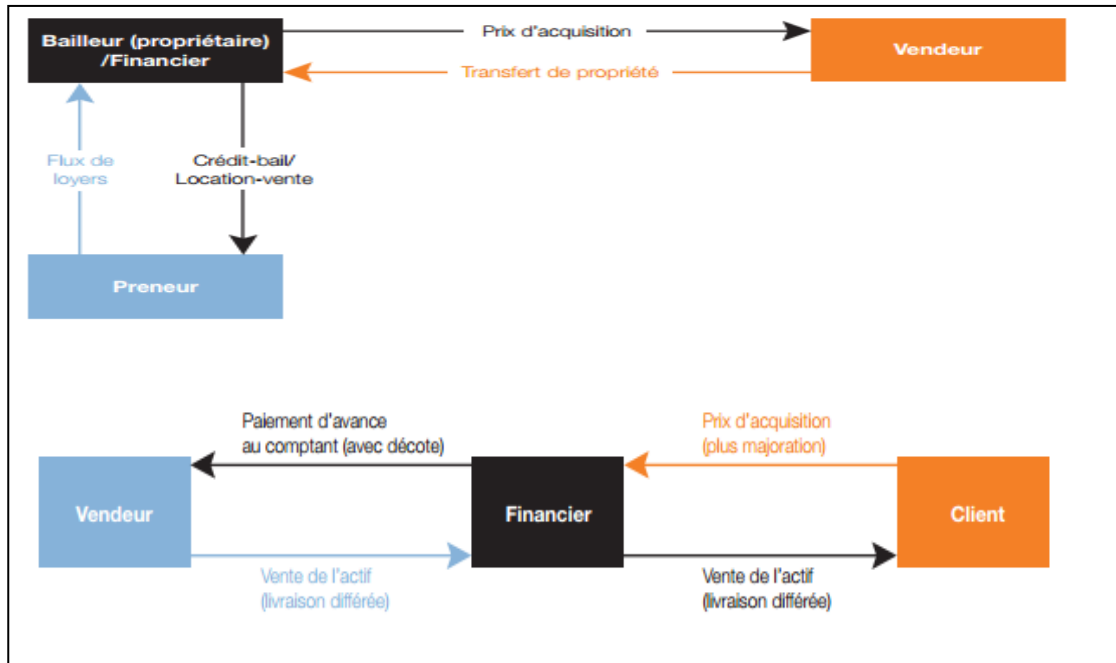 Bailleur (propriétaire)
/Financier
Prix d'acquisition
Vendeur
Transfert de propriété
Flux de
loyers
Crédit-bail/
Location-vente
Preneur
Paiement d'avance
au comptant (avec décote)
Prix d'acquisition
(plus majoration)
Vendeur
Financier
Client
Vente de l'actif
(livraison différée)
Vente de l'actif
(livraison différée)